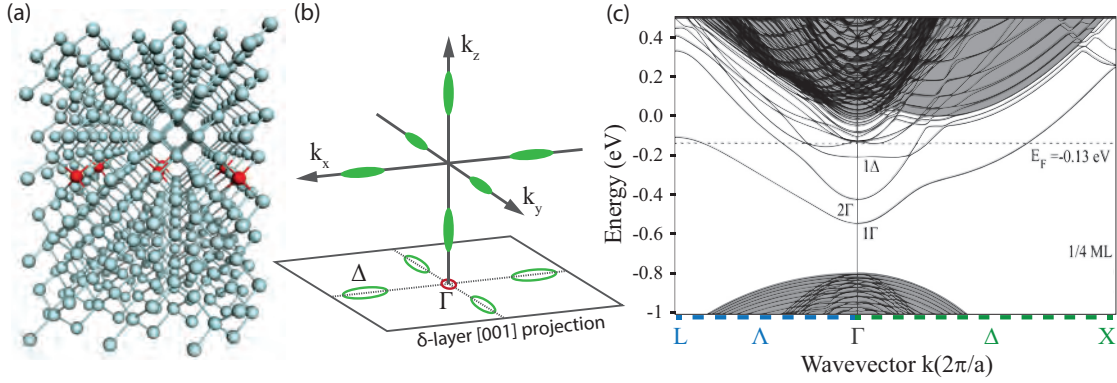 (a)
(b)
k_z
k_x
k_y
Δ
Γ
δ-layer [001] projection
(c)
Energy (eV)
0.4
0.2
0.0
-0.2
-0.4
-0.6
-0.8
-1
1Δ
E_F =-0.13 eV
2Γ
1Γ
1/4 ML
L Λ Γ Δ X
Wavevector k(2π/a)